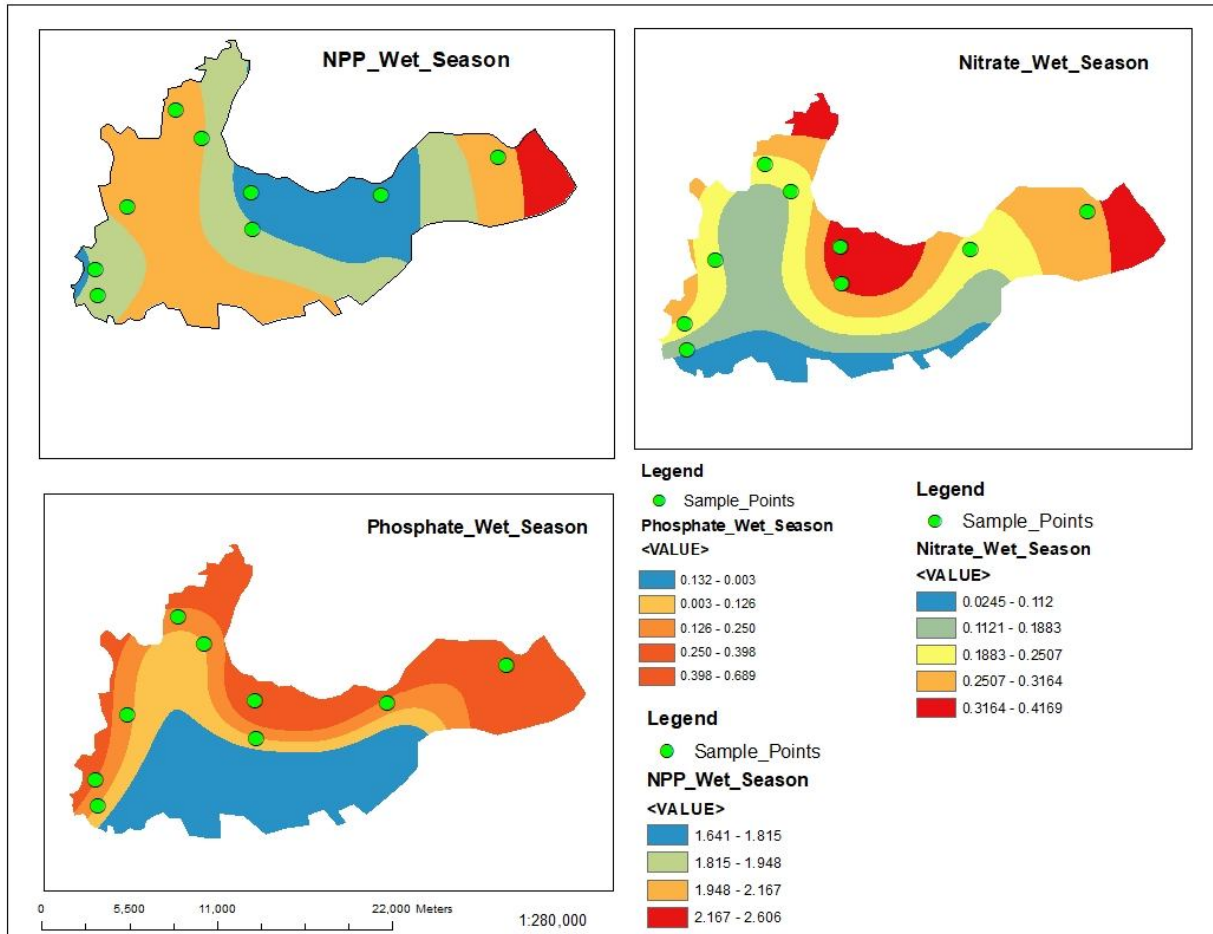 NPP_Wet_Season
Nitrate_Wet_Season
Phosphate_Wet_Season
0 5,500 11,000 22,000 Meters
1:280,000
Legend
Sample_Points
Phosphate_Wet_Season
<VALUE>
0.132 - 0.003
0.003 - 0.126
0.126 - 0.250
0.250 - 0.398
0.398 - 0.689
Legend
Sample_Points
Nitrate_Wet_Season
<VALUE>
0.0245 - 0.112
0.1121 - 0.1883
0.1883 - 0.2507
0.2507 - 0.3164
0.3164 - 0.4169
Legend
Sample_Points
NPP_Wet_Season
<VALUE>
1.641 - 1.815
1.815 - 1.948
1.948 - 2.167
2.167 - 2.606